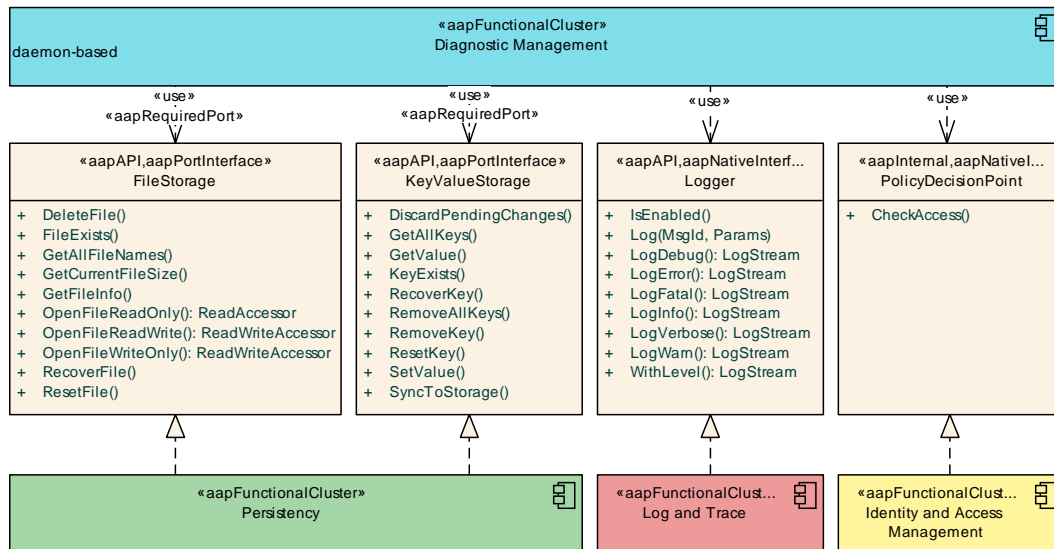 «aapFunctionalCluster»
Diagnostic Management
daemon-based
«use»
«aapRequiredPort»
«use»
«aapRequiredPort»
«use»
«use»
«aapAPI,aapPortInterface»
FileStorage
+ DeleteFile()
+ FileExists()
+ GetAllFileNames()
+ GetCurrentFileSize()
+ GetFileInfo()
+ OpenFileReadOnly(): ReadAccessor
+ OpenFileReadWrite(): ReadWriteAccessor
+ OpenFileWriteOnly(): ReadWriteAccessor
+ RecoverFile()
+ ResetFile()
«aapAPI,aapPortInterface»
KeyValueStorage
+ DiscardPendingChanges()
+ GetAllKeys()
+ GetValue()
+ KeyExists()
+ RecoverKey()
+ RemoveAllKeys()
+ RemoveKey()
+ ResetKey()
+ SetValue()
+ SyncToStorage()
«aapAPI,aapNativeInterf...
Logger
+ IsEnabled()
+ Log(MsgId, Params)
+ LogDebug(): LogStream
+ LogError(): LogStream
+ LogFatal(): LogStream
+ LogInfo(): LogStream
+ LogVerbose(): LogStream
+ LogWarn(): LogStream
+ WithLevel(): LogStream
«aapInternal,aapNativeI...
PolicyDecisionPoint
+ CheckAccess()
«aapFunctionalCluster»
Persistency
«aapFunctionalClust...
Log and Trace
«aapFunctionalClust...
Identity and Access
Management